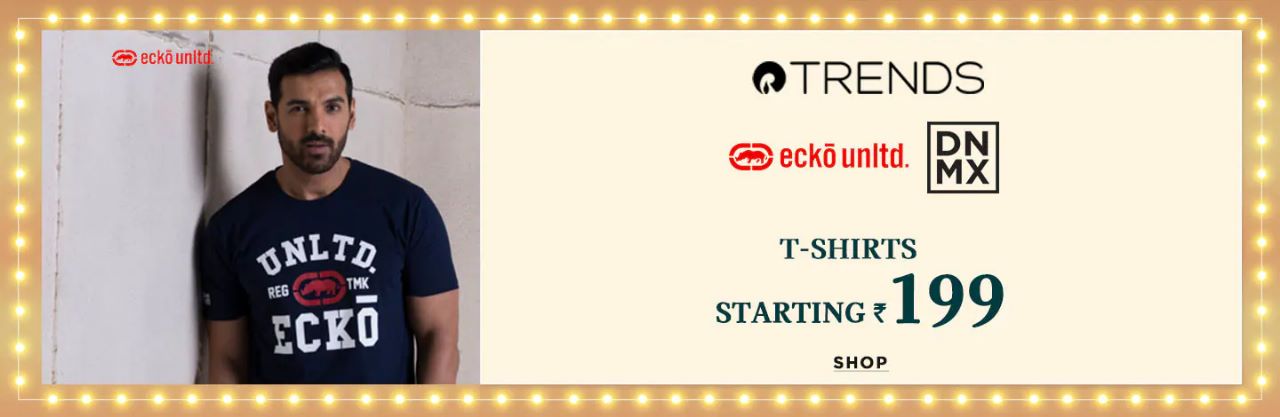 eckō unltd.
UNLTD.
REG TMK
ECKŌ
TRENDS
eckō unltd.
DN
MX
T-SHIRTS
STARTING ₹199
SHOP